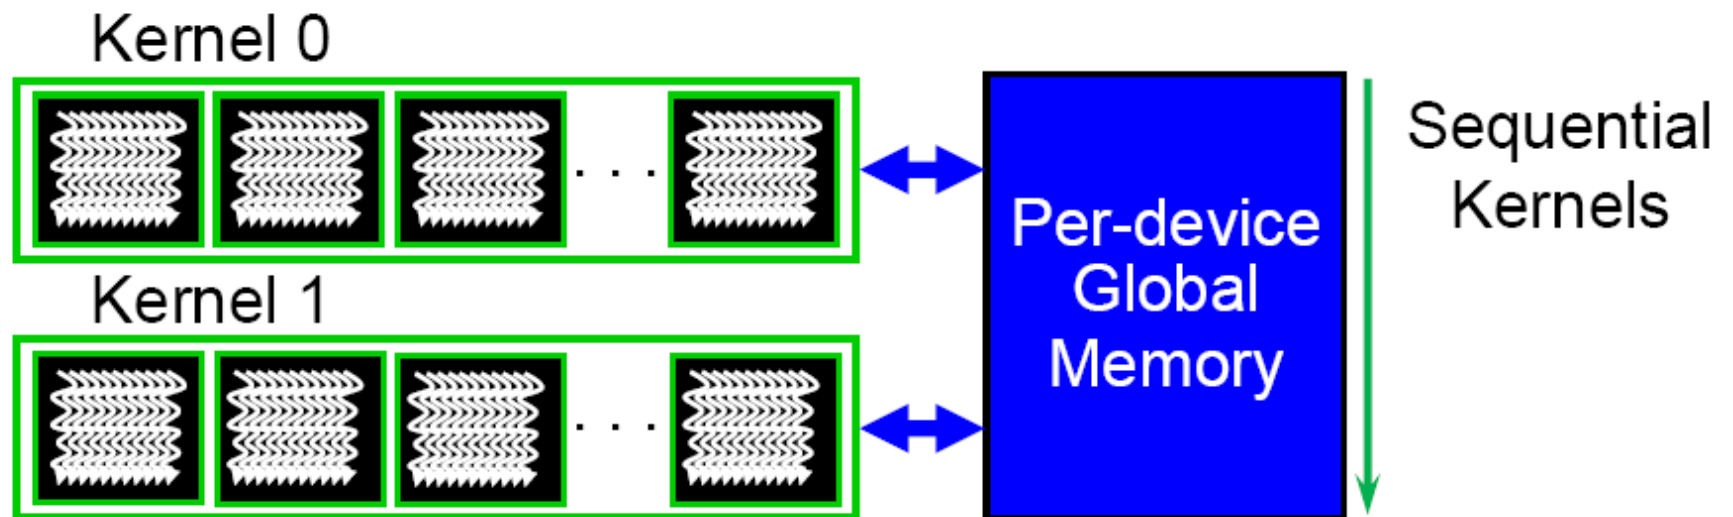 Kernel 0
. . .
Kernel 1
. . .
Per-device
Global
Memory
Sequential
Kernels